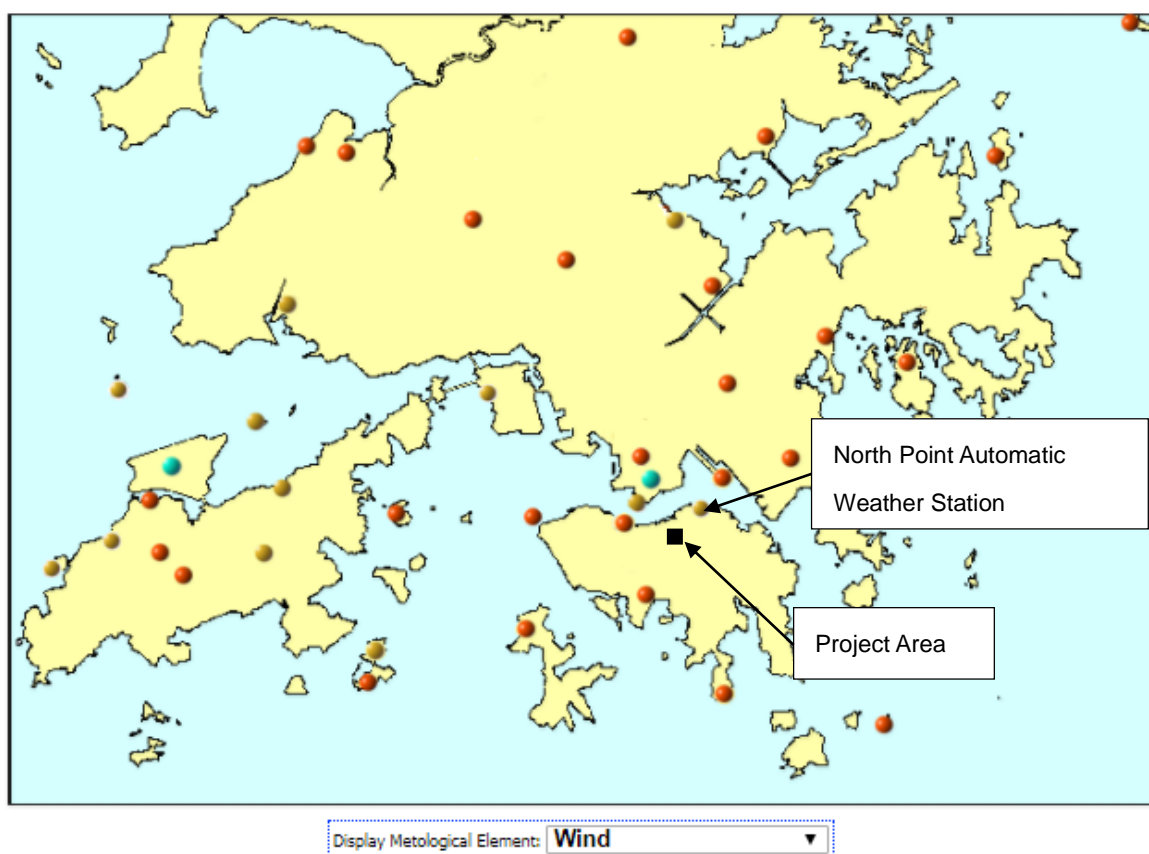 North Point Automatic
Weather Station
Project Area
Display Metological Element: Wind